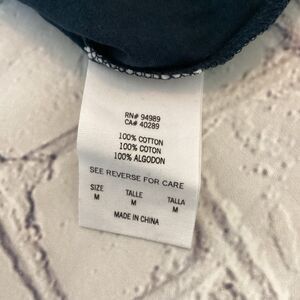 RN# 94989
CA# 40289
100% COTTON
100% COTON
100% ALGODON
SEE REVERSE FOR CARE
SIZE TALLE TALLA
M M M
MADE IN CHINA